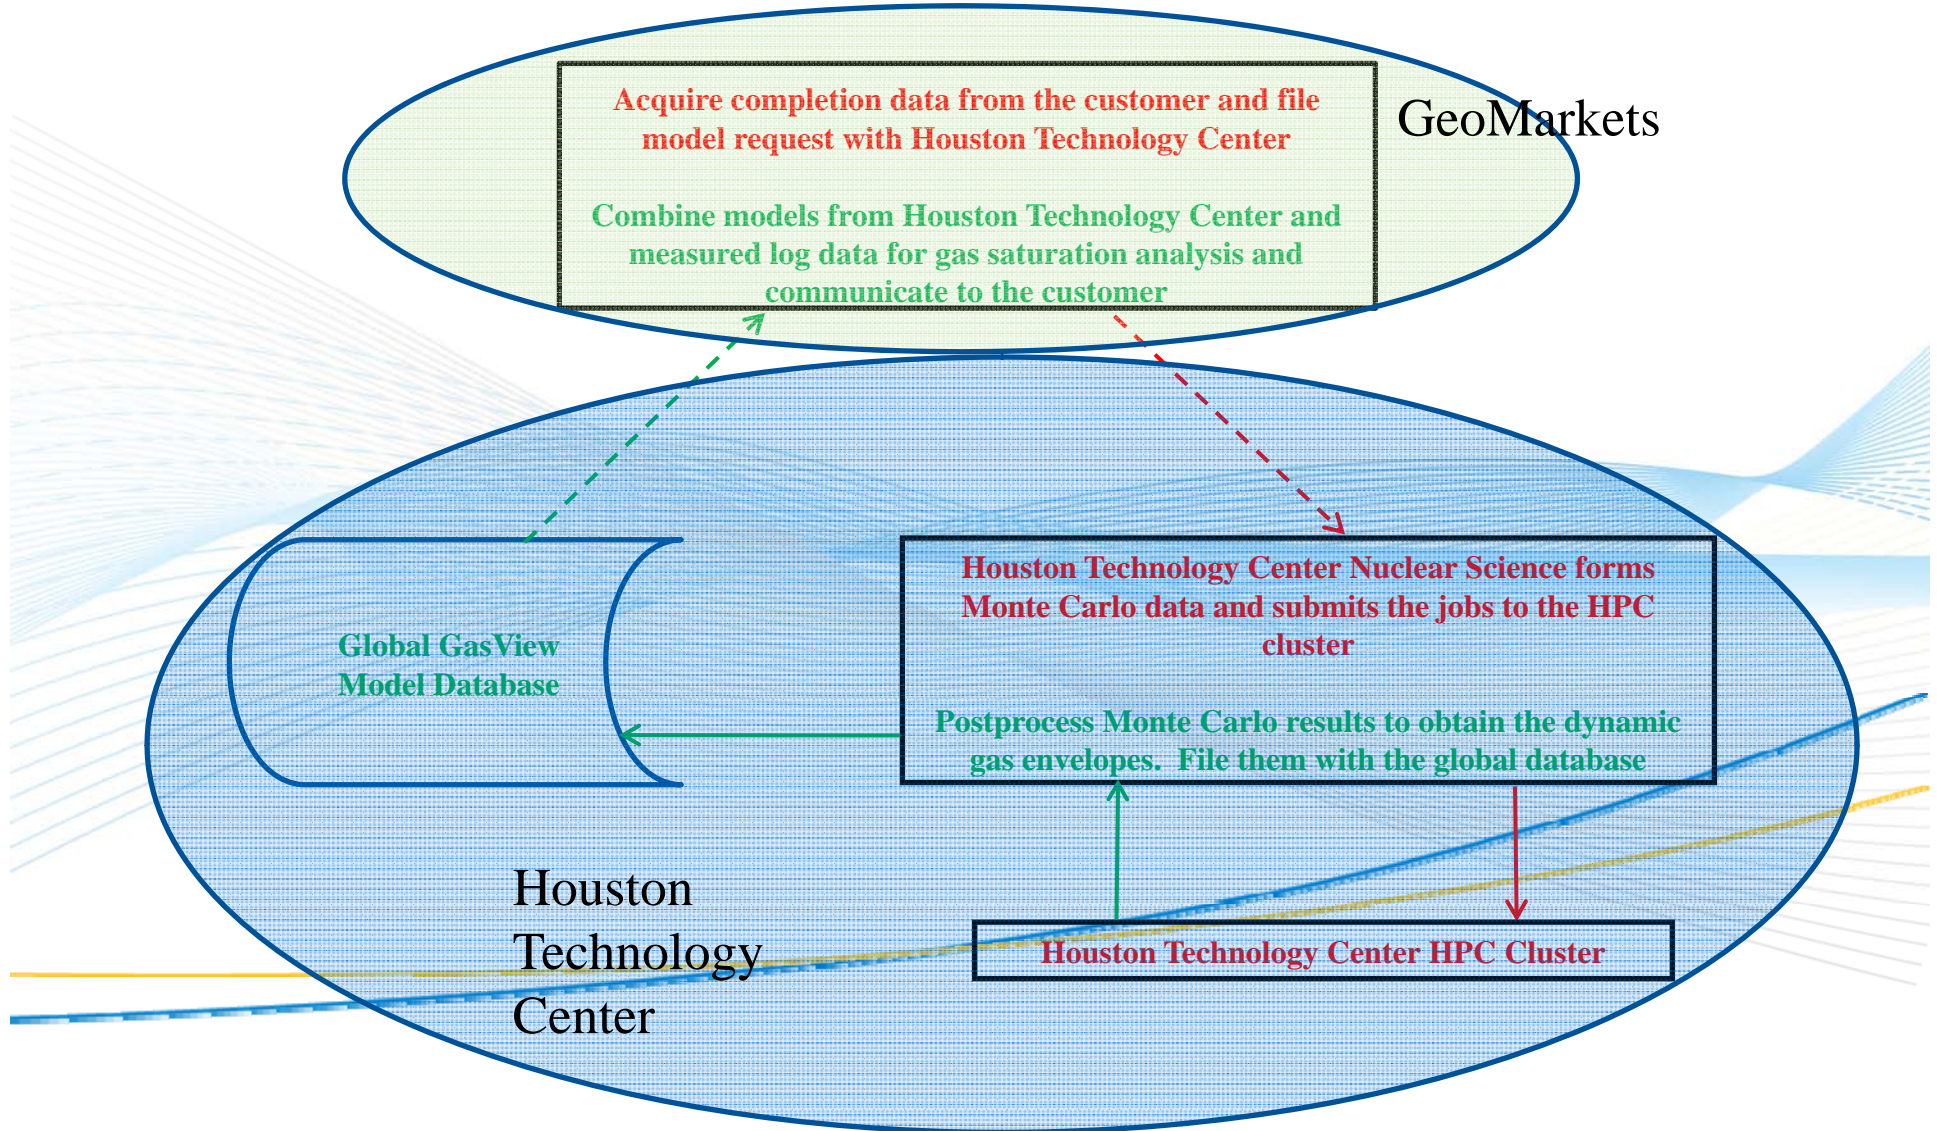 Acquire completion data from the customer and file
model request with Houston Technology Center
Combine models from Houston Technology Center and
measured log data for gas saturation analysis and
communicate to the customer
GeoMarkets
Global GasView
Model Database
Houston Technology Center Nuclear Science forms
Monte Carlo data and submits the jobs to the HPC
cluster
Postprocess Monte Carlo results to obtain the dynamic
gas envelopes.  File them with the global database
Houston
Technology
Center
Houston Technology Center HPC Cluster